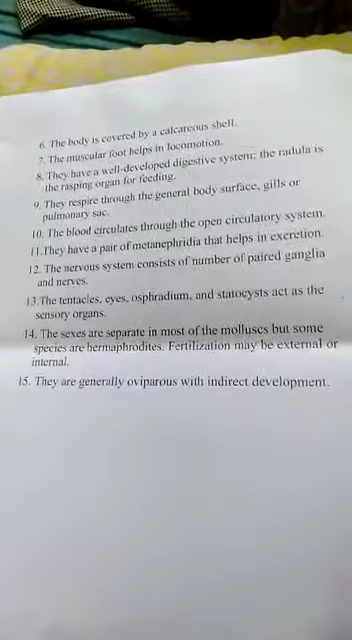 6. The body is covered by a calcareous shell.
7. The muscular foot helps in locomotion.
8. They have a well-developed digestive system; the radula is
the rasping organ for feeding.
9. They respire through the general body surface, gills or
pulmonary sac.
10. The blood circulates through the open circulatory system.
11.They have a pair of metanephridia that helps in excretion.
12. The nervous system consists of number of paired ganglia
and nerves.
13.The tentacles, eyes, osphradium, and statocysts act as the
sensory organs.
14. The sexes are separate in most of the molluscs but some
species are hermaphrodites. Fertilization may be external or
internal.
15. They are generally oviparous with indirect development.